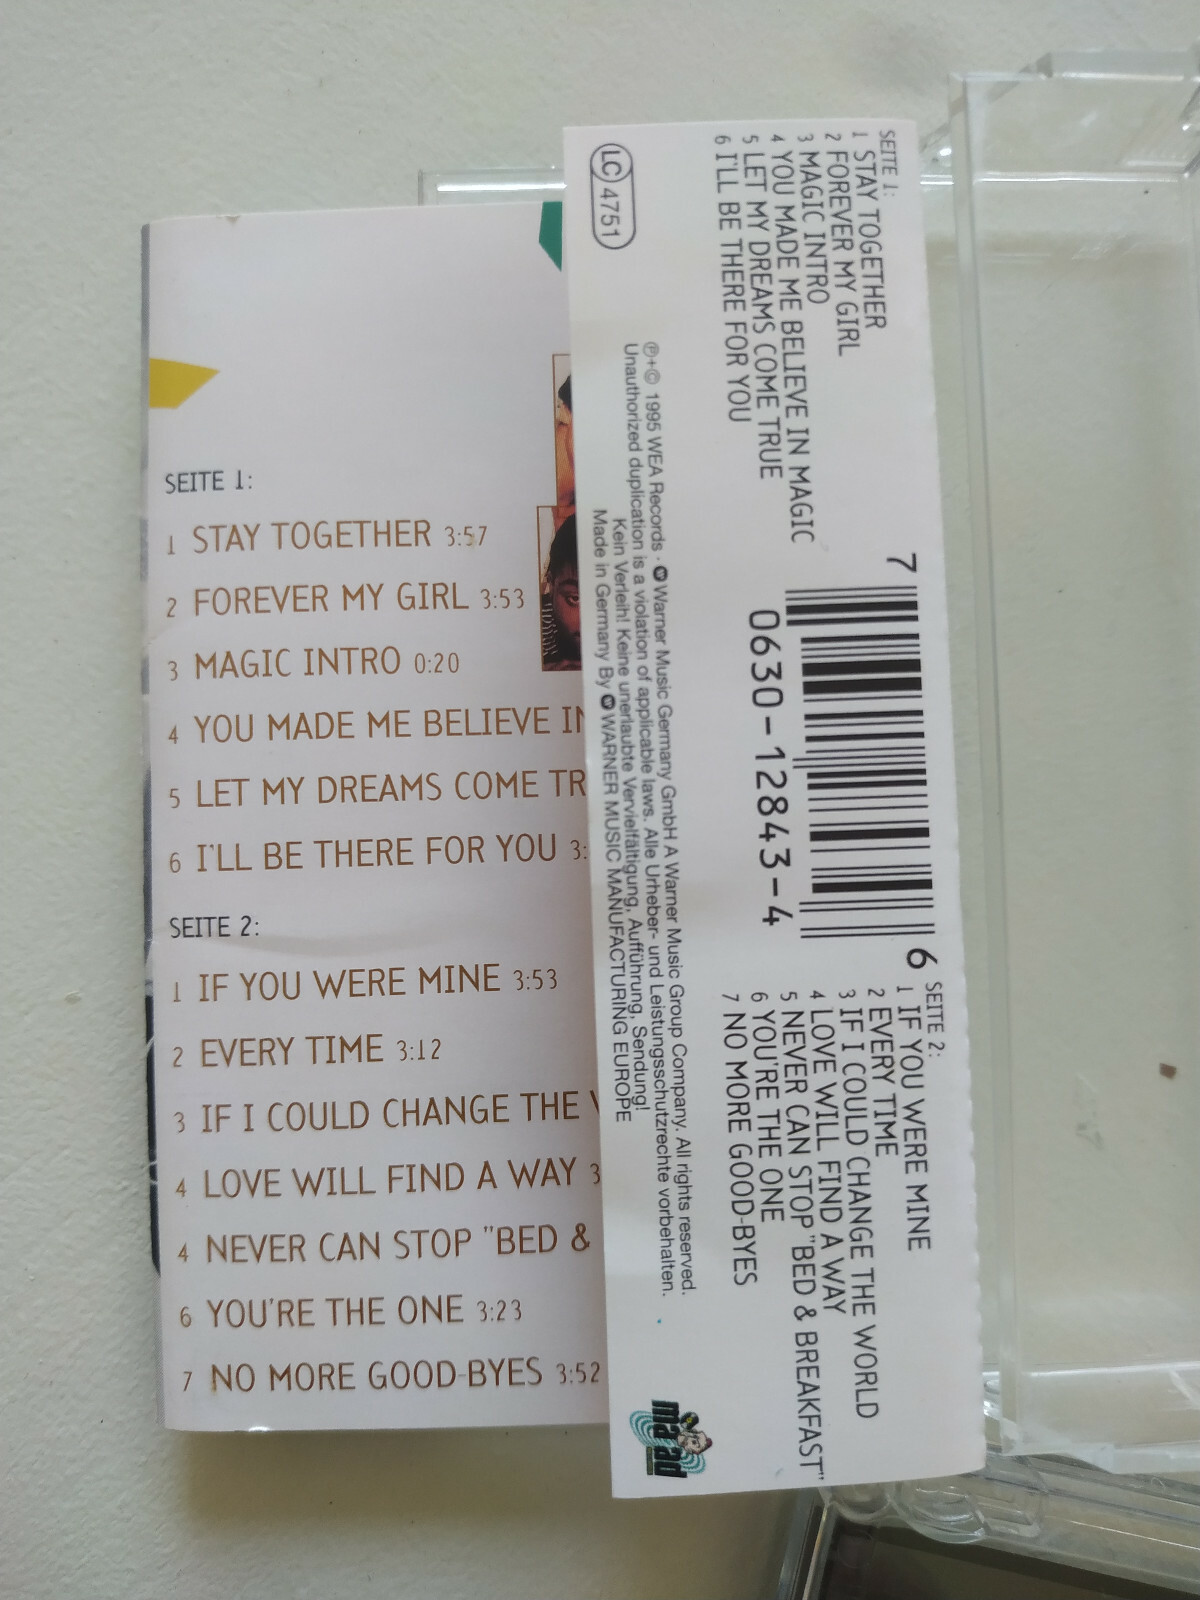 SEITE 1:
1 STAY TOGETHER 3:57
2 FOREVER MY GIRL 3:53
3 MAGIC INTRO 0:20
4 YOU MADE ME BELIEVE IN
5 LET MY DREAMS COME TR
6 I'LL BE THERE FOR YOU 3:
SEITE 2:
1 IF YOU WERE MINE 3:53
2 EVERY TIME 3:12
3 IF I COULD CHANGE THE
4 LOVE WILL FIND A WAY 3
4 NEVER CAN STOP "BED &
6 YOU'RE THE ONE 3:23
7 NO MORE GOOD-BYES 3:52
SEITE 1:
1 STAY TOGETHER
2 FOREVER MY GIRL
3 MAGIC INTRO
4 YOU MADE ME BELIEVE IN MAGIC
5 LET MY DREAMS COME TRUE
6 I'LL BE THERE FOR YOU
7
6
0630-12843-4
SEITE 2:
1 IF YOU WERE MINE
2 EVERY TIME
3 IF I COULD CHANGE THE WORLD
4 LOVE WILL FIND A WAY
5 NEVER CAN STOP "BED & BREAKFAST"
6 YOU'RE THE ONE
7 NO MORE GOOD-BYES
LC 4751
℗+© 1995 WEA Records · Warner Music Germany GmbH A Warner Music Group Company. All rights reserved.
Unauthorized duplication is a violation of applicable laws. Alle Urheber- und Leistungsschutzrechte vorbehalten.
Kein Verleih! Keine unerlaubte Vervielfältigung, Aufführung, Sendung!
Made in Germany By WARNER MUSIC MANUFACTURING EUROPE
ma ad